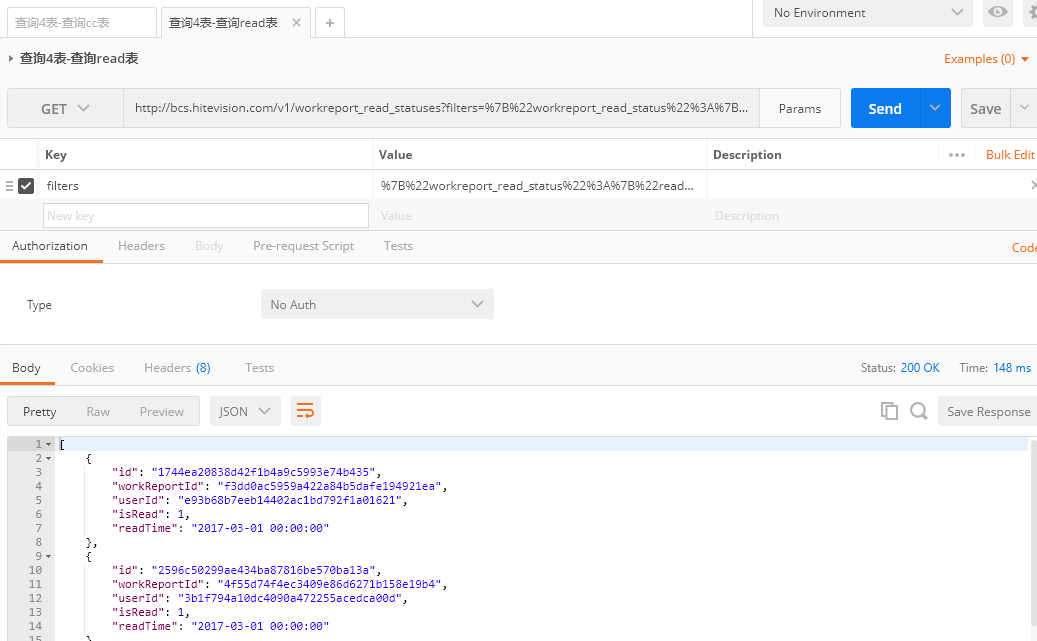 查询4表-查询cc表
查询4表-查询read表 ×
+
No Environment
查询4表-查询read表
Examples (0)
GET
http://bcs.hitevision.com/v1/workreport_read_statuses?filters=%7B%22workreport_read_status%22%3A%7B...
Params
Send
Save
Key Value Description ••• Bulk Edit
filters %7B%22workreport_read_status%22%3A%7B%22read... ×
New key Value Description
Authorization Headers Body Pre-request Script Tests Code
Type No Auth
Body Cookies Headers (8) Tests Status: 200 OK Time: 148 ms
Pretty Raw Preview JSON Save Response
1 [
2 {
3 "id": "1744ea20838d42f1b4a9c5993e74b435",
4 "workReportId": "f3dd0ac5959a422a84b5dafe194921ea",
5 "userId": "e93b68b7eeb14402ac1bd792f1a01621",
6 "isRead": 1,
7 "readTime": "2017-03-01 00:00:00"
8 },
9 {
10 "id": "2596c50299ae434ba87816be570ba13a",
11 "workReportId": "4f55d74f4ec3409e86d6271b158e19b4",
12 "userId": "3b1f794a10dc4090a472255acedca00d",
13 "isRead": 1,
14 "readTime": "2017-03-01 00:00:00"
15 }